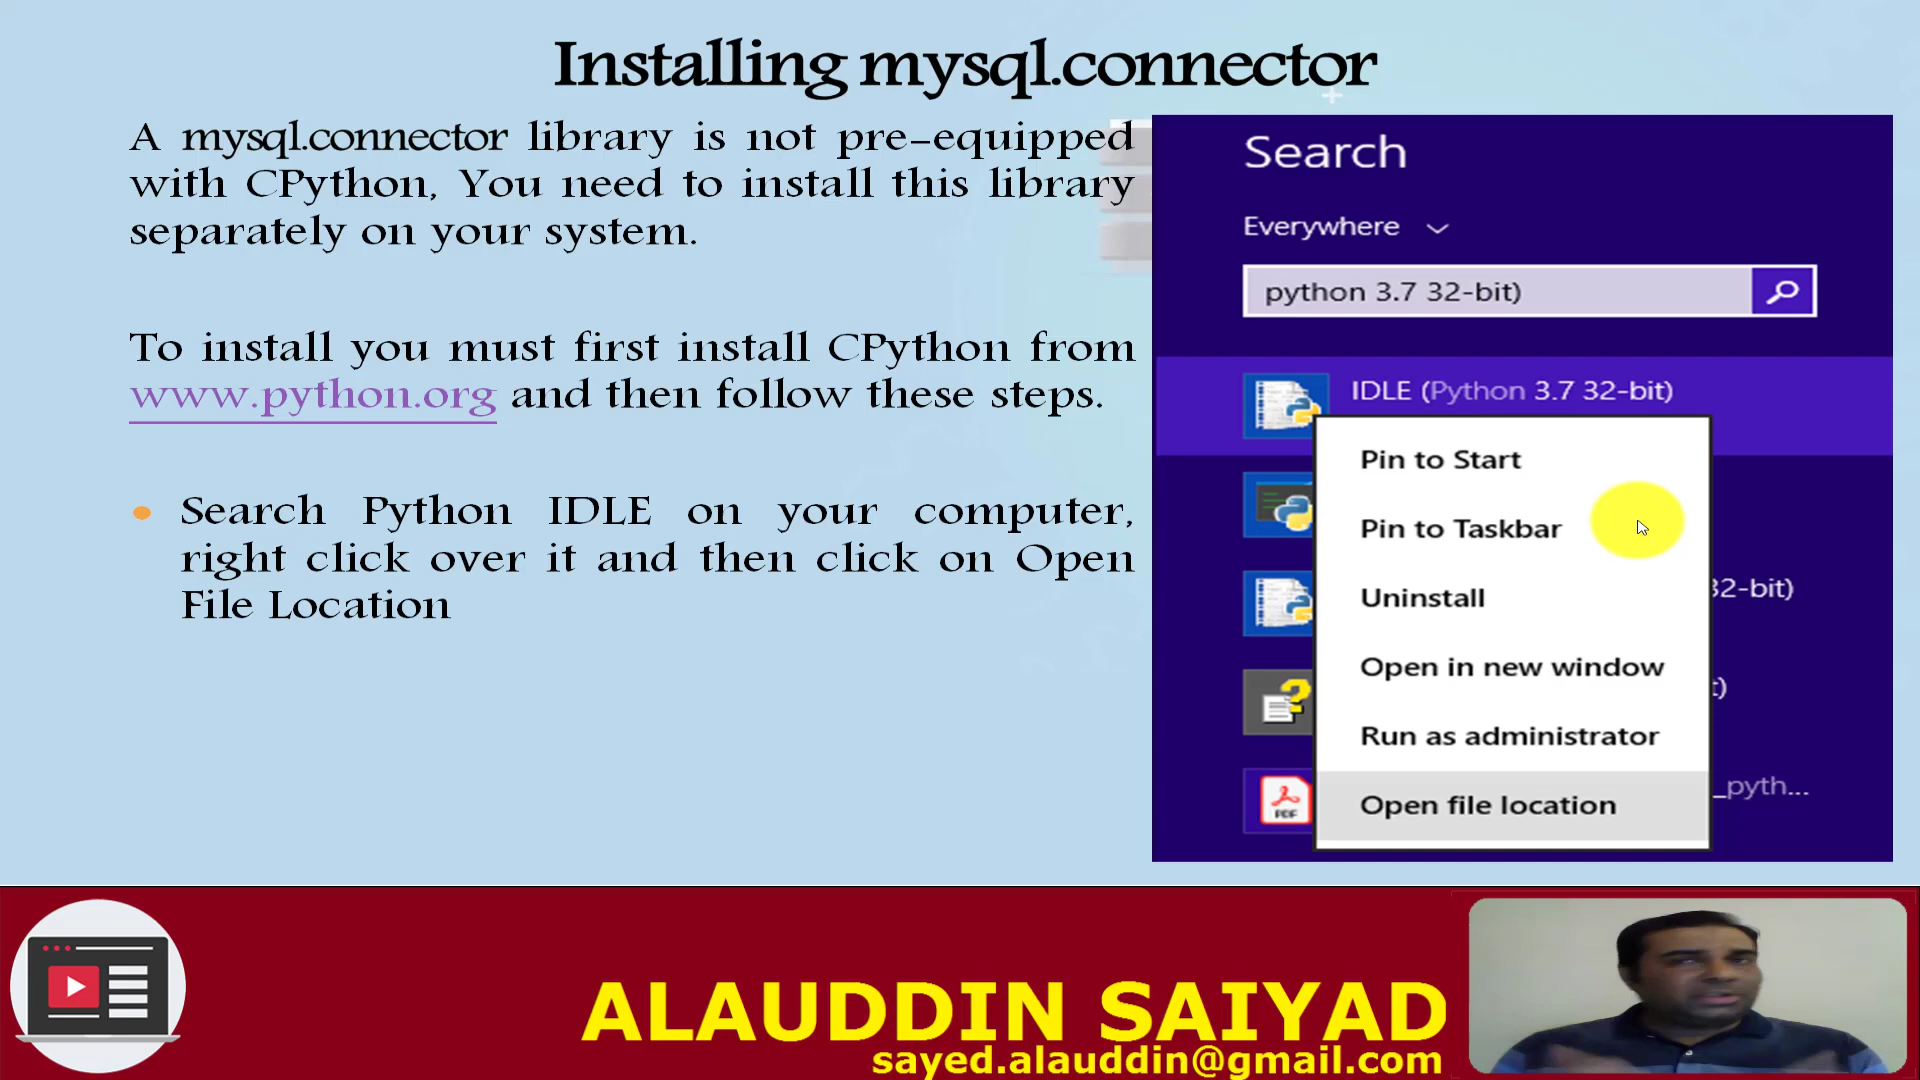 Installing mysql.connector
A mysql.connector library is not pre-equipped
with CPython, You need to install this library
separately on your system.
To install you must first install CPython from
www.python.org and then follow these steps.
Search Python IDLE on your computer,
right click over it and then click on Open
File Location
Search
Everywhere
python 3.7 32-bit)
IDLE (Python 3.7 32-bit)
Pin to Start
Pin to Taskbar
Uninstall
32-bit)
Open in new window
t)
Run as administrator
_pyth...
Open file location
PDF
ALAUDDIN SAIYAD
sayed.alauddin@gmail.com